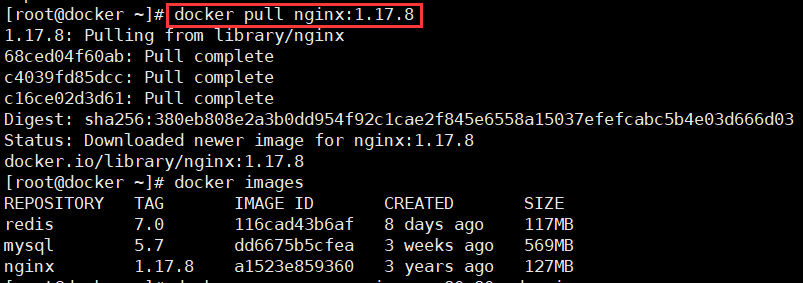 [root@docker ~]# docker pull nginx:1.17.8
1.17.8: Pulling from library/nginx
68ced04f60ab: Pull complete
c4039fd85dcc: Pull complete
c16ce02d3d61: Pull complete
Digest: sha256:380eb808e2a3b0dd954f92c1cae2f845e6558a15037efefcabc5b4e03d666d03
Status: Downloaded newer image for nginx:1.17.8
docker.io/library/nginx:1.17.8
[root@docker ~]# docker images
REPOSITORY TAG IMAGE ID CREATED SIZE
redis 7.0 116cad43b6af 8 days ago 117MB
mysql 5.7 dd6675b5cfea 3 weeks ago 569MB
nginx 1.17.8 a1523e859360 3 years ago 127MB